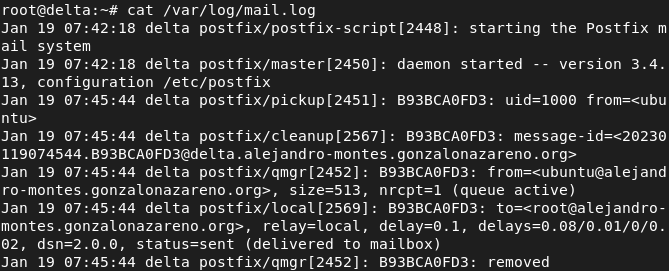 root@delta:~# cat /var/log/mail.log
Jan 19 07:42:18 delta postfix/postfix-script[2448]: starting the Postfix m
ail system
Jan 19 07:42:18 delta postfix/master[2450]: daemon started -- version 3.4.
13, configuration /etc/postfix
Jan 19 07:45:44 delta postfix/pickup[2451]: B93BCA0FD3: uid=1000 from=<ubu
ntu>
Jan 19 07:45:44 delta postfix/cleanup[2567]: B93BCA0FD3: message-id=<20230
119074544.B93BCA0FD3@delta.alejandro-montes.gonzalonazareno.org>
Jan 19 07:45:44 delta postfix/qmgr[2452]: B93BCA0FD3: from=<ubuntu@alejand
ro-montes.gonzalonazareno.org>, size=513, nrcpt=1 (queue active)
Jan 19 07:45:44 delta postfix/local[2569]: B93BCA0FD3: to=<root@alejandro-
montes.gonzalonazareno.org>, relay=local, delay=0.1, delays=0.08/0.01/0/0.
02, dsn=2.0.0, status=sent (delivered to mailbox)
Jan 19 07:45:44 delta postfix/qmgr[2452]: B93BCA0FD3: removed